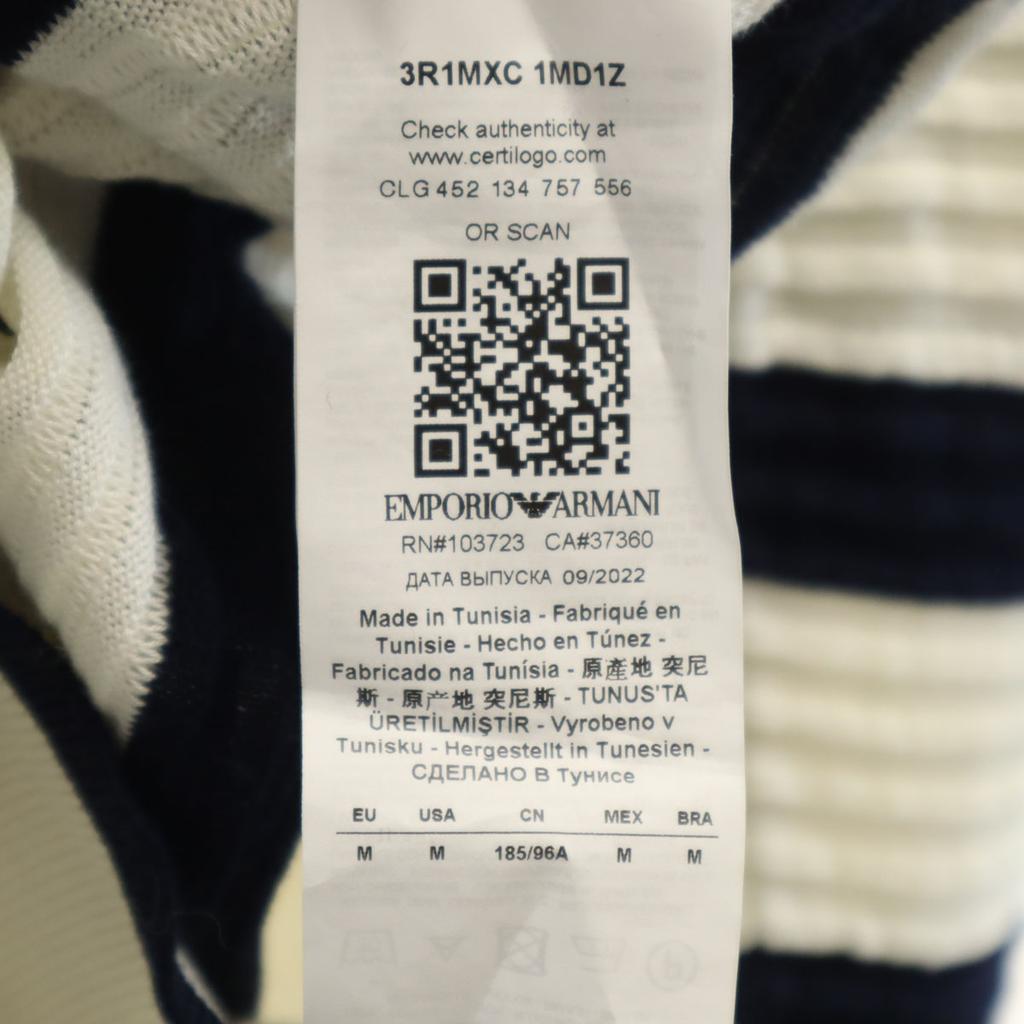 3R1MXC 1MD1Z
Check authenticity at
www.certilogo.com
CLG 452 134 757 556
OR SCAN
EMPORIO ARMANI
RN#103723 CA#37360
ДАТА ВЫПУСКА 09/2022
Made in Tunisia - Fabriqué en
Tunisie - Hecho en Túnez -
Fabricado na Tunísia - 原產地 突尼
斯 - 原产地 突尼斯 - TUNUS'TA
ÜRETİLMİŞTİR - Vyrobeno v
Tunisku - Hergestellt in Tunesien -
СДЕЛАНО В Тунисе
EU USA CN MEX BRA
M M 185/96A M M